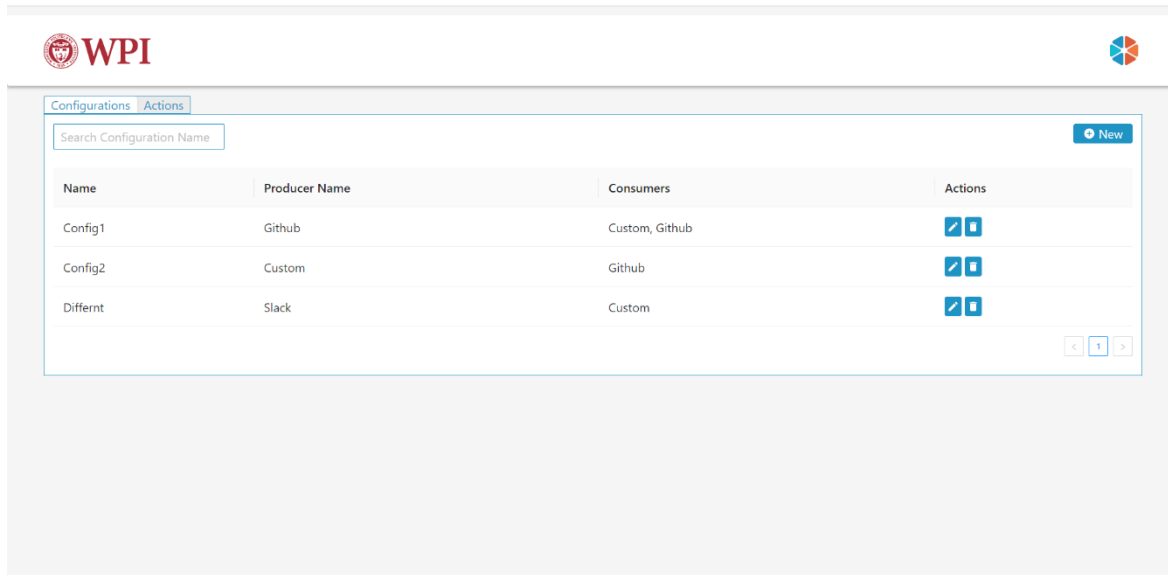 WPI
Configurations Actions
Search Configuration Name
New
Name Producer Name Consumers Actions
Config1 Github Custom, Github
Config2 Custom Github
Differnt Slack Custom
< 1 >